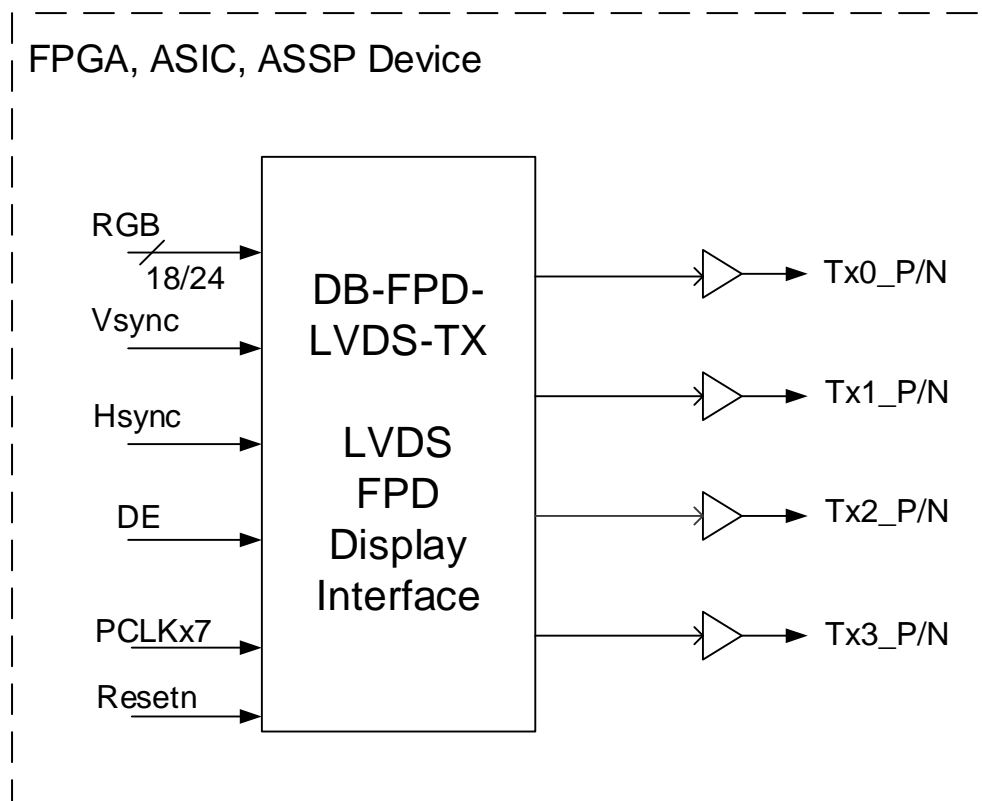 FPGA, ASIC, ASSP Device
RGB
18/24
Vsync
Hsync
DE
PCLKx7
Resetn
DB-FPD-
LVDS-TX
LVDS
FPD
Display
Interface
Tx0_P/N
Tx1_P/N
Tx2_P/N
Tx3_P/N